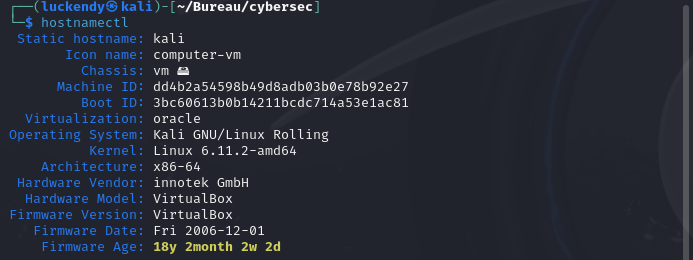 ┌──(luckendy㉿kali)-[~/Bureau/cybersec]
└─$ hostnamectl
Static hostname: kali
Icon name: computer-vm
Chassis: vm 🖴
Machine ID: dd4b2a54598b49d8adb03b0e78b92e27
Boot ID: 3bc60613b0b14211bcdc714a53e1ac81
Virtualization: oracle
Operating System: Kali GNU/Linux Rolling
Kernel: Linux 6.11.2-amd64
Architecture: x86-64
Hardware Vendor: innotek GmbH
Hardware Model: VirtualBox
Firmware Version: VirtualBox
Firmware Date: Fri 2006-12-01
Firmware Age: 18y 2month 2w 2d